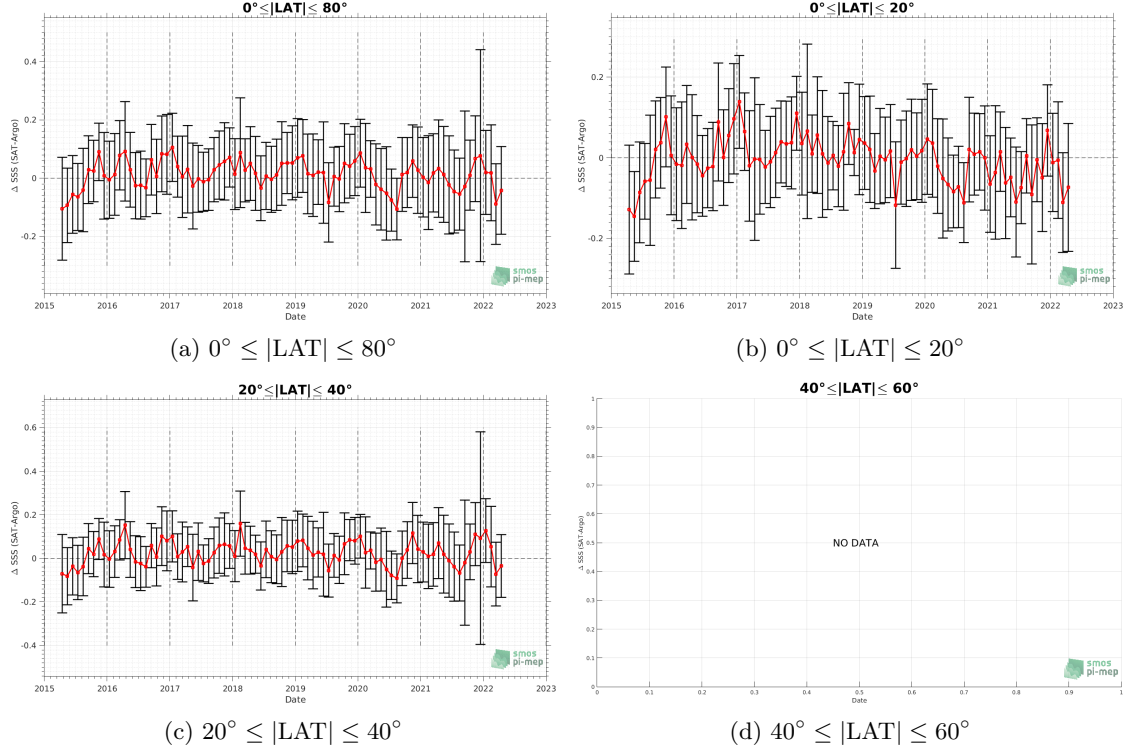 0°≤|LAT|≤ 80°
Δ SSS (SAT-Argo)
0.4
0.2
0
-0.2
2015 2016 2017 2018 2019 2020 2021 2022 2023
Date
smos
pi-mep
(a) 0° ≤ |LAT| ≤ 80°
0°≤|LAT|≤ 20°
Δ SSS (SAT-Argo)
0.2
0
-0.2
2015 2016 2017 2018 2019 2020 2021 2022 2023
Date
smos
pi-mep
(b) 0° ≤ |LAT| ≤ 20°
20°≤|LAT|≤ 40°
Δ SSS (SAT-Argo)
0.6
0.4
0.2
0
-0.2
-0.4
2015 2016 2017 2018 2019 2020 2021 2022 2023
Date
smos
pi-mep
(c) 20° ≤ |LAT| ≤ 40°
40°≤|LAT|≤ 60°
Δ SSS (SAT-Argo)
1
0.9
0.8
0.7
0.6
0.5
0.4
0.3
0.2
0.1
0
NO DATA
0 0.1 0.2 0.3 0.4 0.5 0.6 0.7 0.8 0.9 1
Date
smos
pi-mep
(d) 40° ≤ |LAT| ≤ 60°